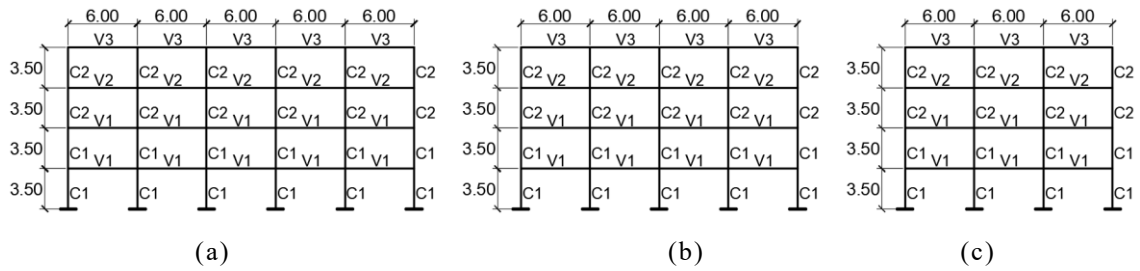 6.00 6.00 6.00 6.00 6.00
V3 V3 V3 V3 V3
3.50 C2 V2 C2 V2 C2 V2 C2 V2 C2 V2 C2
3.50 C2 V1 C2 V1 C2 V1 C2 V1 C2 V1 C2
3.50 C1 V1 C1 V1 C1 V1 C1 V1 C1 V1 C1
3.50 C1 C1 C1 C1 C1 C1
(a)
6.00 6.00 6.00 6.00
V3 V3 V3 V3
3.50 C2 V2 C2 V2 C2 V2 C2 V2 C2
3.50 C2 V1 C2 V1 C2 V1 C2 V1 C2
3.50 C1 V1 C1 V1 C1 V1 C1 V1 C1
3.50 C1 C1 C1 C1 C1
(b)
6.00 6.00 6.00
V3 V3 V3
3.50 C2 V2 C2 V2 C2 V2 C2
3.50 C2 V1 C2 V1 C2 V1 C2
3.50 C1 V1 C1 V1 C1 V1 C1
3.50 C1 C1 C1 C1
(c)